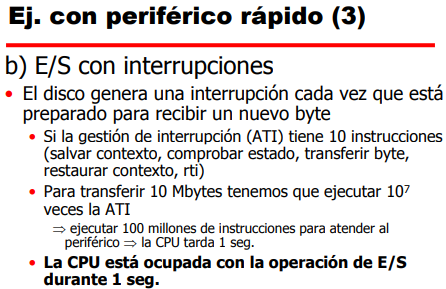 Ej. con periférico rápido (3)
b) E/S con interrupciones
• El disco genera una interrupción cada vez que está
preparado para recibir un nuevo byte
• Si la gestión de interrupción (ATI) tiene 10 instrucciones
(salvar contexto, comprobar estado, transferir byte,
restaurar contexto, rti)
• Para transferir 10 Mbytes tenemos que ejecutar 10⁷
veces la ATI
⇒ ejecutar 100 millones de instrucciones para atender al
periférico ⇒ la CPU tarda 1 seg.
• La CPU está ocupada con la operación de E/S
durante 1 seg.